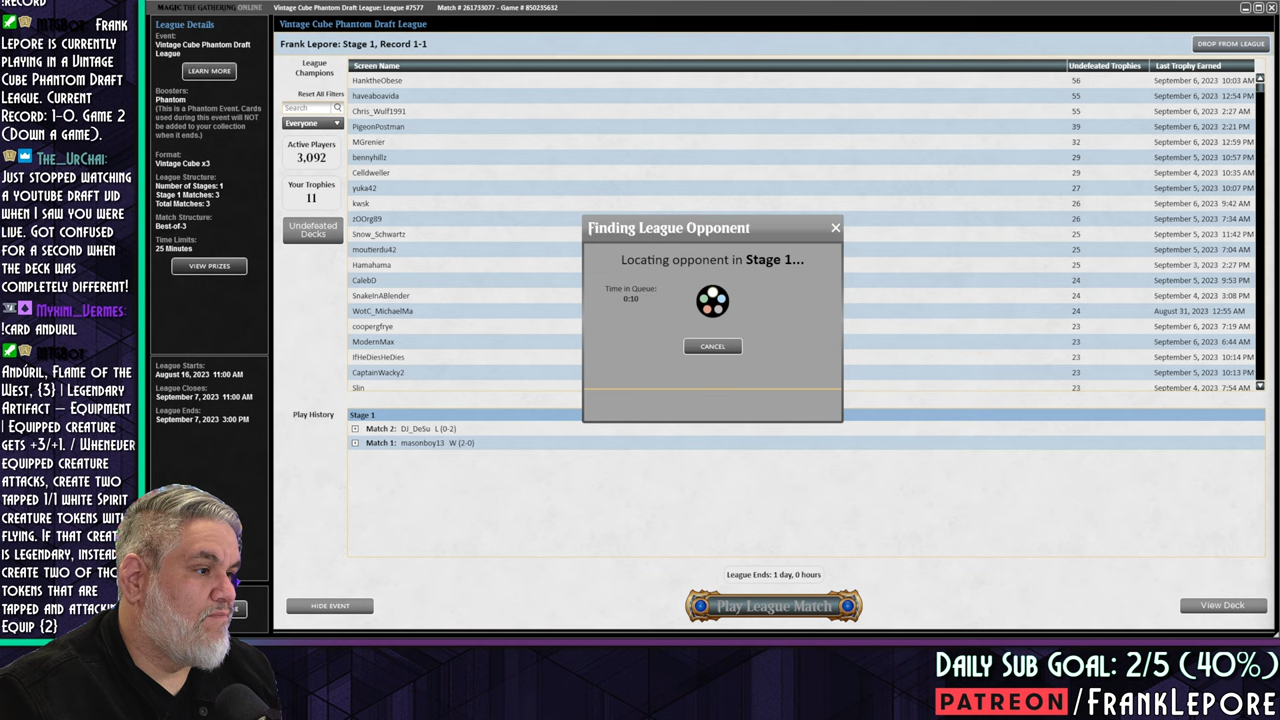 MAGIC THE GATHERING ONLINE
Vintage Cube Phantom Draft League: League #7577 Match # 261733077 - Game # 850235632
Frank
Lepore is currently
playing in a Vintage
Cube Phantom Draft
League. Current
Record: 1-0. Game 2
(Down a game).
The_UrChai:
Just stopped watching
a youtube draft vid
when I saw you were
live. Got confused
for a second when
the deck was
completely different!
Mykini_Vermes:
!card anduril
Andúril, Flame of the
West, {3} | Legendary
Artifact – Equipment
| Equipped creature
gets +3/+1. / Whenever
equipped creature
attacks, create two
tapped 1/1 white Spirit
creature tokens with
flying. If that
is legendary, instead
create two of
tokens that are
tapped and attacking
Equip {2}
League Details
Event:
Vintage Cube Phantom Draft
League
LEARN MORE
Boosters:
Phantom
(This is a Phantom Event. Cards
used during this event will NOT
be added to your collection
when it ends.)
Format:
Vintage Cube x3
League Structure:
Number of Stages: 1
Stage 1 Matches: 3
Total Matches: 3
Match Structure:
Best-of-3
Time Limits:
25 Minutes
VIEW PRIZES
League Starts:
August 16, 2023 11:00 AM
League Closes:
September 7, 2023 11:00 AM
League Ends:
September 7, 2023 3:00 PM
Vintage Cube Phantom Draft League
Frank Lepore: Stage 1, Record 1-1
DROP FROM LEAGUE
League
Champions
Reset All Filters
Search
Everyone
Active Players
3,092
Your Trophies
11
Undefeated
Decks
Screen Name Undefeated Trophies Last Trophy Earned
HanktheObese 56 September 6, 2023 10:03 AM
haveaboavida 55 September 6, 2023 12:54 PM
Chris_Wulf1991 55 September 6, 2023 2:27 AM
PigeonPostman 39 September 6, 2023 2:21 PM
MGrenier 32 September 6, 2023 12:59 PM
bennyhillz 29 September 5, 2023 10:57 PM
Celldweller 29 September 4, 2023 10:35 AM
yuka42 27 September 5, 2023 10:07 PM
kwsk 26 September 6, 2023 9:42 AM
zOOrg89 26 September 5, 2023 7:34 AM
Snow_Schwartz 25 September 5, 2023 11:42 PM
moutierdu42 25 September 5, 2023 7:04 AM
Hamahama 25 September 3, 2023 2:27 PM
CalebD 24 September 5, 2023 9:53 PM
SnakeInABlender 24 September 4, 2023 3:08 PM
WotC_MichaelMa 24 August 31, 2023 12:55 AM
coopergfrye 23 September 6, 2023 7:19 AM
ModernMax 23 September 6, 2023 6:44 AM
IfHeDiesHeDies 23 September 5, 2023 10:14 PM
CaptainWacky2 23 September 5, 2023 10:13 PM
Slin 23 September 4, 2023 7:54 AM
Finding League Opponent
Locating opponent in Stage 1...
Time in Queue:
0:10
CANCEL
Play History
Stage 1
Match 2: DJ_DeSu L (0-2)
Match 1: masonboy13 W (2-0)
League Ends: 1 day, 0 hours
HIDE EVENT
Play League Match
View Deck
Daily Sub Goal: 2/5 (40%)
PATREON/FrankLepore